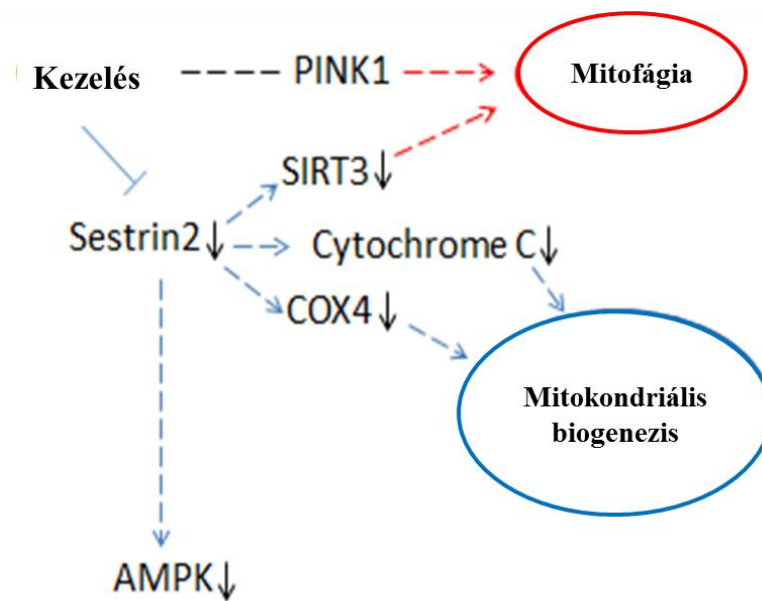 Kezelés
PINK1
Mitofágia
SIRT3↓
Sestrin2↓
Cytochrome C↓
COX4↓
Mitokondriális
biogenezis
AMPK↓